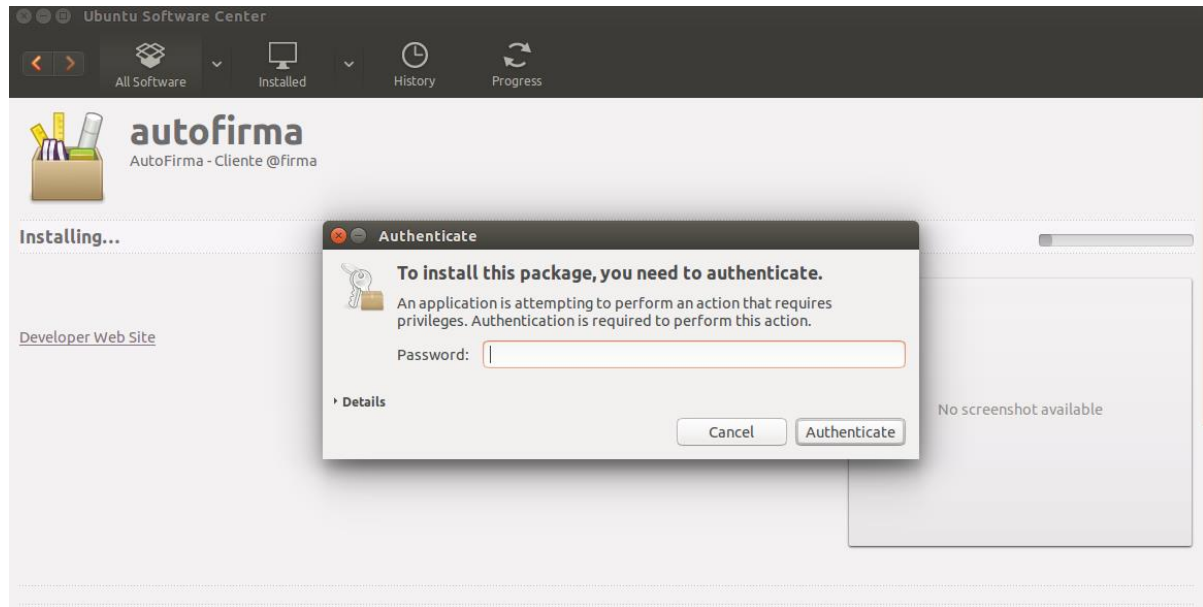 Ubuntu Software Center
All Software
Installed
History
Progress
autofirma
AutoFirma - Cliente @firma
Installing...
Authenticate
To install this package, you need to authenticate.
An application is attempting to perform an action that requires
privileges. Authentication is required to perform this action.
Password:
Details
Cancel
Authenticate
Developer Web Site
No screenshot available